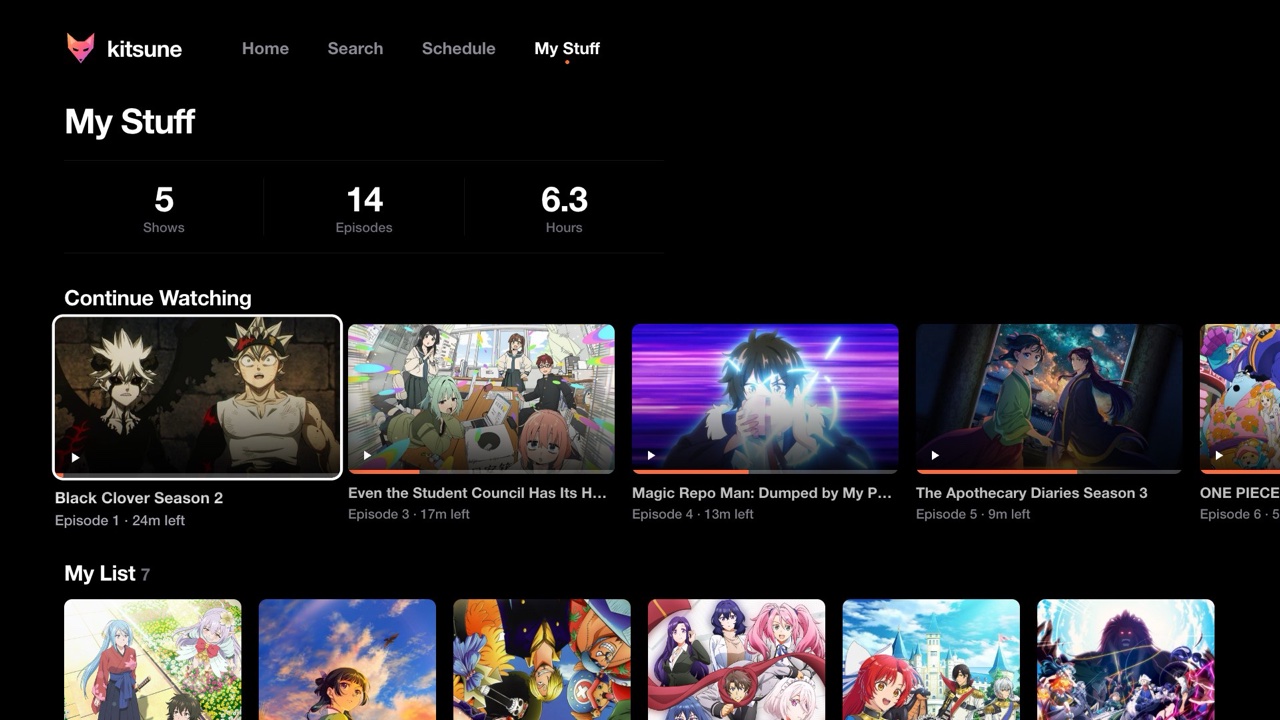 kitsune
Home
Search
Schedule
My Stuff
My Stuff
5
Shows
14
Episodes
6.3
Hours
Continue Watching
Black Clover Season 2
Episode 1 · 24m left
Even the Student Council Has Its H...
Episode 3 · 17m left
Magic Repo Man: Dumped by My P...
Episode 4 · 13m left
The Apothecary Diaries Season 3
Episode 5 · 9m left
ONE PIECE
Episode 6 · 5
My List 7